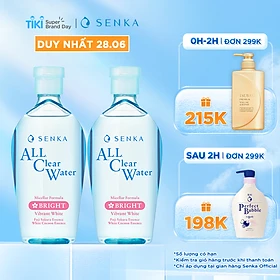 TIKI Super Brand Day | SENKA
DUY NHẤT 28.06
0H-2H | ĐƠN 299K
215K
SAU 2H | ĐƠN 299K
198K
SENKA
ALL
Clear
Water
Micellar Formula
BRIGHT
Vibrant White
SENKA
ALL
Clear
Water
Micellar Formula
BRIGHT
Vibrant White
Perfect
Bubble
*Số lượng có hạn
*Kiểm tra giỏ hàng trước khi thanh toán
*Chỉ áp dụng tại gian hàng Senka Official